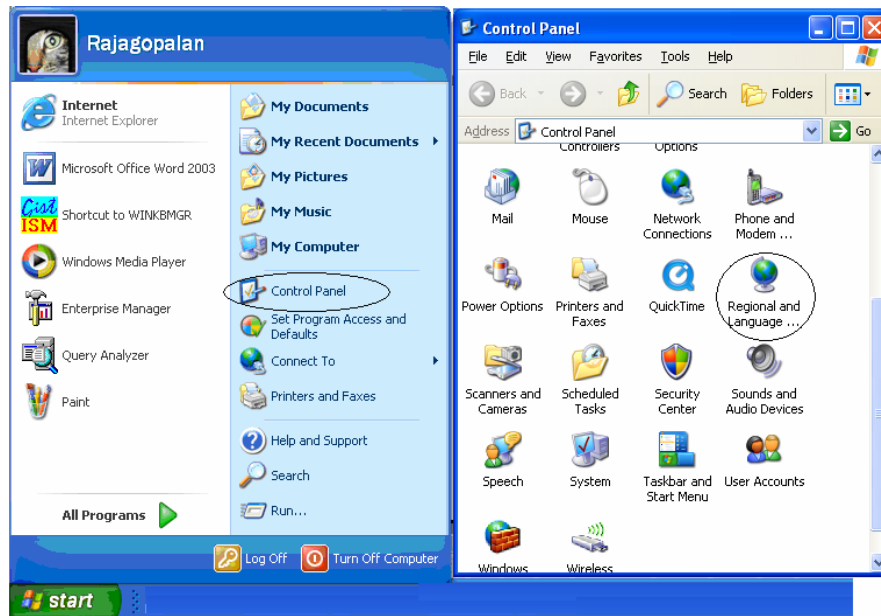 Rajagopalan
Internet
Internet Explorer
Microsoft Office Word 2003
Gist
ISM
Shortcut to WINKBMGR
Windows Media Player
Enterprise Manager
Query Analyzer
Paint
All Programs
My Documents
My Recent Documents
My Pictures
My Music
My Computer
Control Panel
Set Program Access and
Defaults
Connect To
Printers and Faxes
Help and Support
Search
Run...
Log Off
Turn Off Computer
start
Control Panel
File Edit View Favorites Tools Help
Back Search Folders
Address Control Panel Go
Controllers Options
Mail Mouse Network Phone and
Connections Modem ...
Power Options Printers and QuickTime Regional and
Faxes Language ...
Scanners and Scheduled Security Sounds and
Cameras Tasks Center Audio Devices
Speech System Taskbar and User Accounts
Start Menu
Windows Wireless